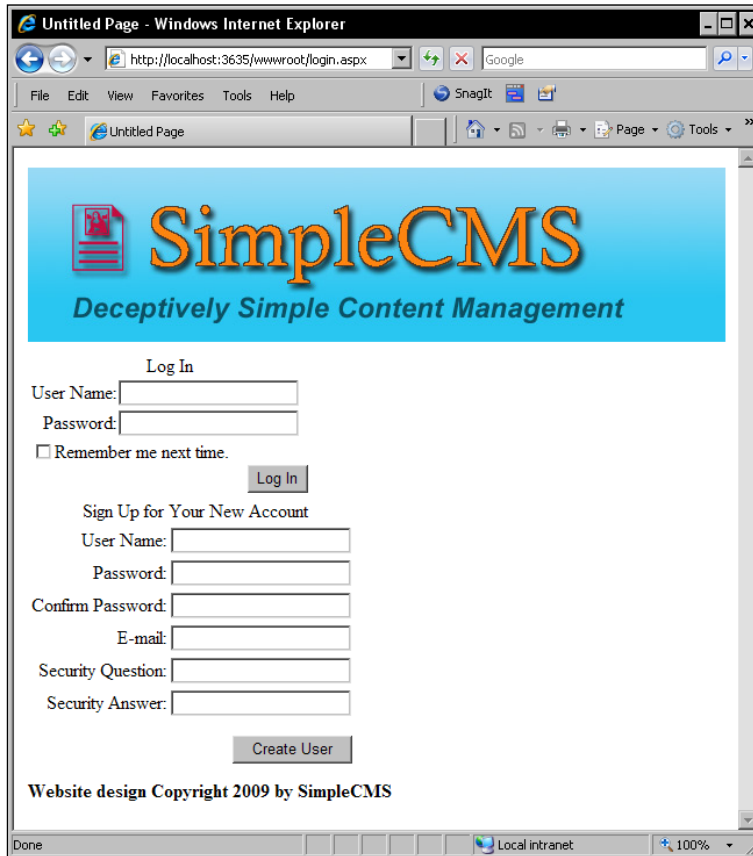 Untitled Page - Windows Internet Explorer
http://localhost:3635/wwwroot/login.aspx
Google
File Edit View Favorites Tools Help
SnagIt
Untitled Page
Page
Tools
»
SimpleCMS
Deceptively Simple Content Management
Log In
User Name:
Password:
Remember me next time.
Log In
Sign Up for Your New Account
User Name:
Password:
Confirm Password:
E-mail:
Security Question:
Security Answer:
Create User
Website design Copyright 2009 by SimpleCMS
Done
Local intranet
100%